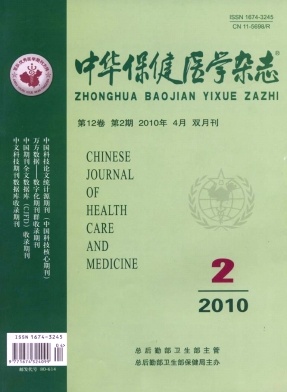 ISSN 1674-3245
CN 11-5698/R
中华保健医学杂志
ZHONGHUA BAOJIAN YIXUE ZAZHI
第12卷 第2期 2010年 4月 双月刊
CHINESE
JOURNAL
OF
HEALTH
CARE
AND
MEDICINE
中国科技论文统计源期刊(中国科技核心期刊)
万方数据——数字化期刊群收录期刊
中国期刊全文数据库(CJFD)收录期刊
中文科技期刊数据库收录期刊
2
2010
ISSN 1674-3245
04
9 771674 324099
总后勤部卫生部主管
总后勤部卫生部保健局主办